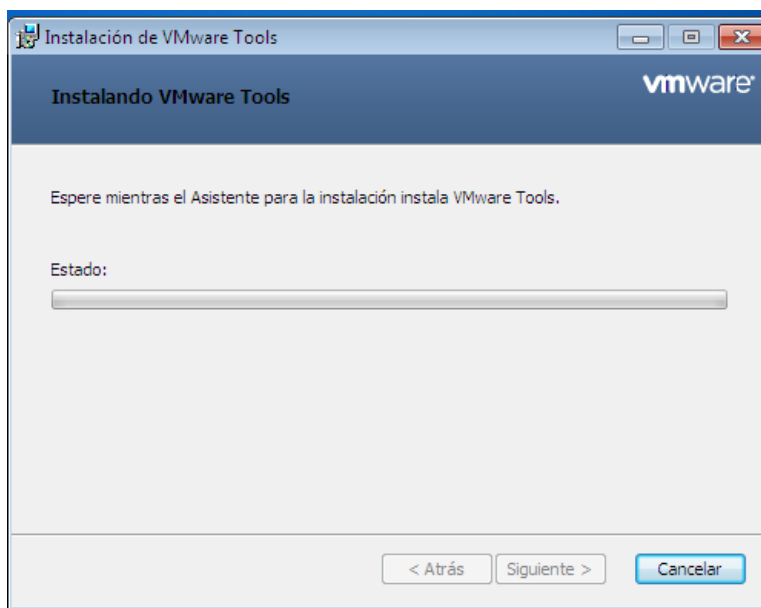 Instalación de VMware Tools
Instalando VMware Tools
vmware
Espere mientras el Asistente para la instalación instala VMware Tools.
Estado:
< Atrás
Siguiente >
Cancelar